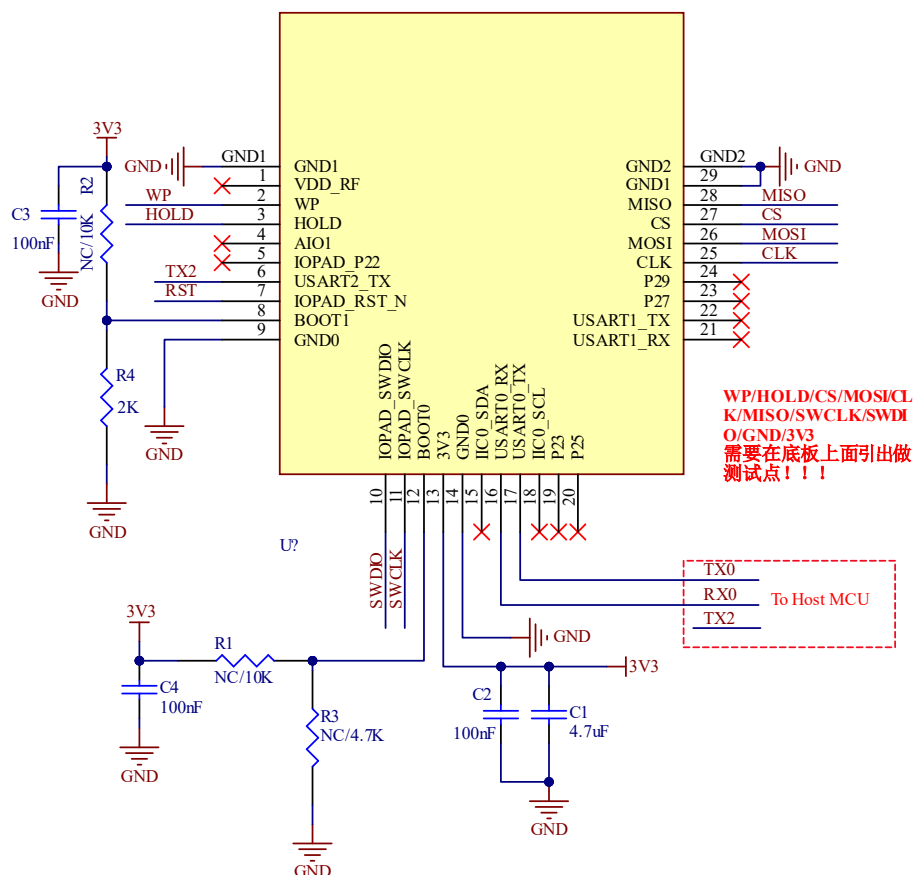 3V3
R2
NC/10K
C3
100nF
GND
GND
GND1
WP
HOLD
TX2
RST
1
2
3
4
5
6
7
8
9
GND1
VDD_RF
WP
HOLD
AIO1
IOPAD_P22
USART2_TX
IOPAD_RST_N
BOOT1
GND0
GND2
GND1
MISO
CS
MOSI
CLK
P29
P27
USART1_TX
USART1_RX
GND2
29
28
27
26
25
24
23
22
21
GND
MISO
CS
MOSI
CLK
R4
2K
GND
GND
IOPAD_SWDIO
IOPAD_SWCLK
BOOT0
3V3
GND0
IIC0_SDA
USART0_RX
USART0_TX
IIC0_SCL
P23
P25
10
11
12
13
14
15
16
17
18
19
20
WP/HOLD/CS/MOSI/CL
K/MISO/SWCLK/SWDI
O/GND/3V3
需要在底板上面引出做
测试点！！！
U?
SWDIO
SWCLK
TX0
RX0
TX2
To Host MCU
GND
3V3
R1
NC/10K
C4
100nF
GND
R3
NC/4.7K
GND
3V3
C2
100nF
C1
4.7uF
GND